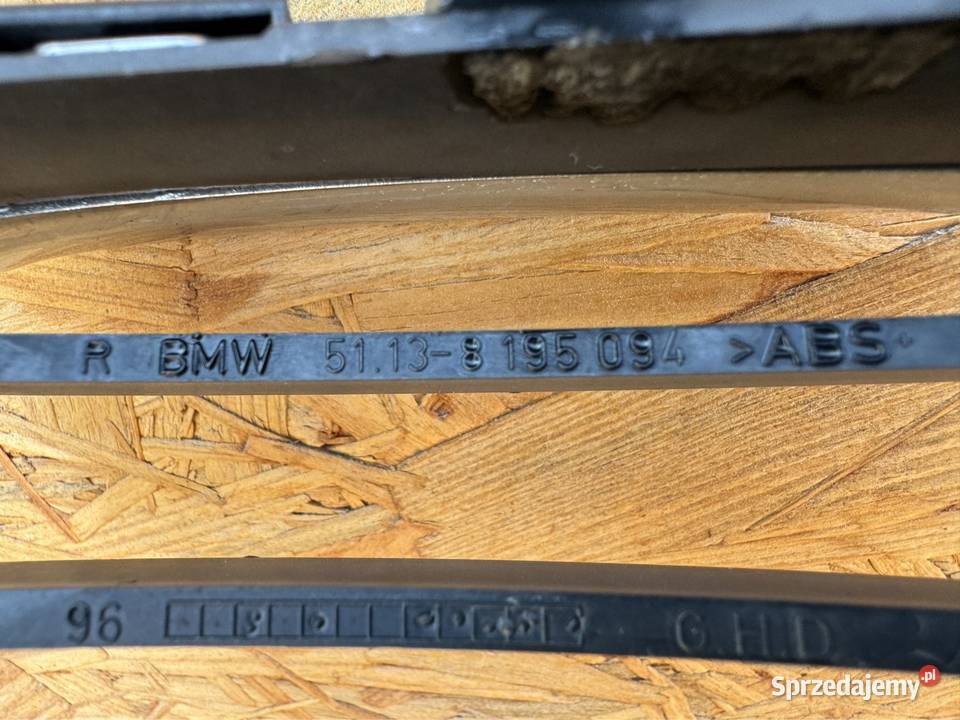 R BMW 51.13-8 195 094 >ABS<
96 G.H.D
Sprzedajemy.pl